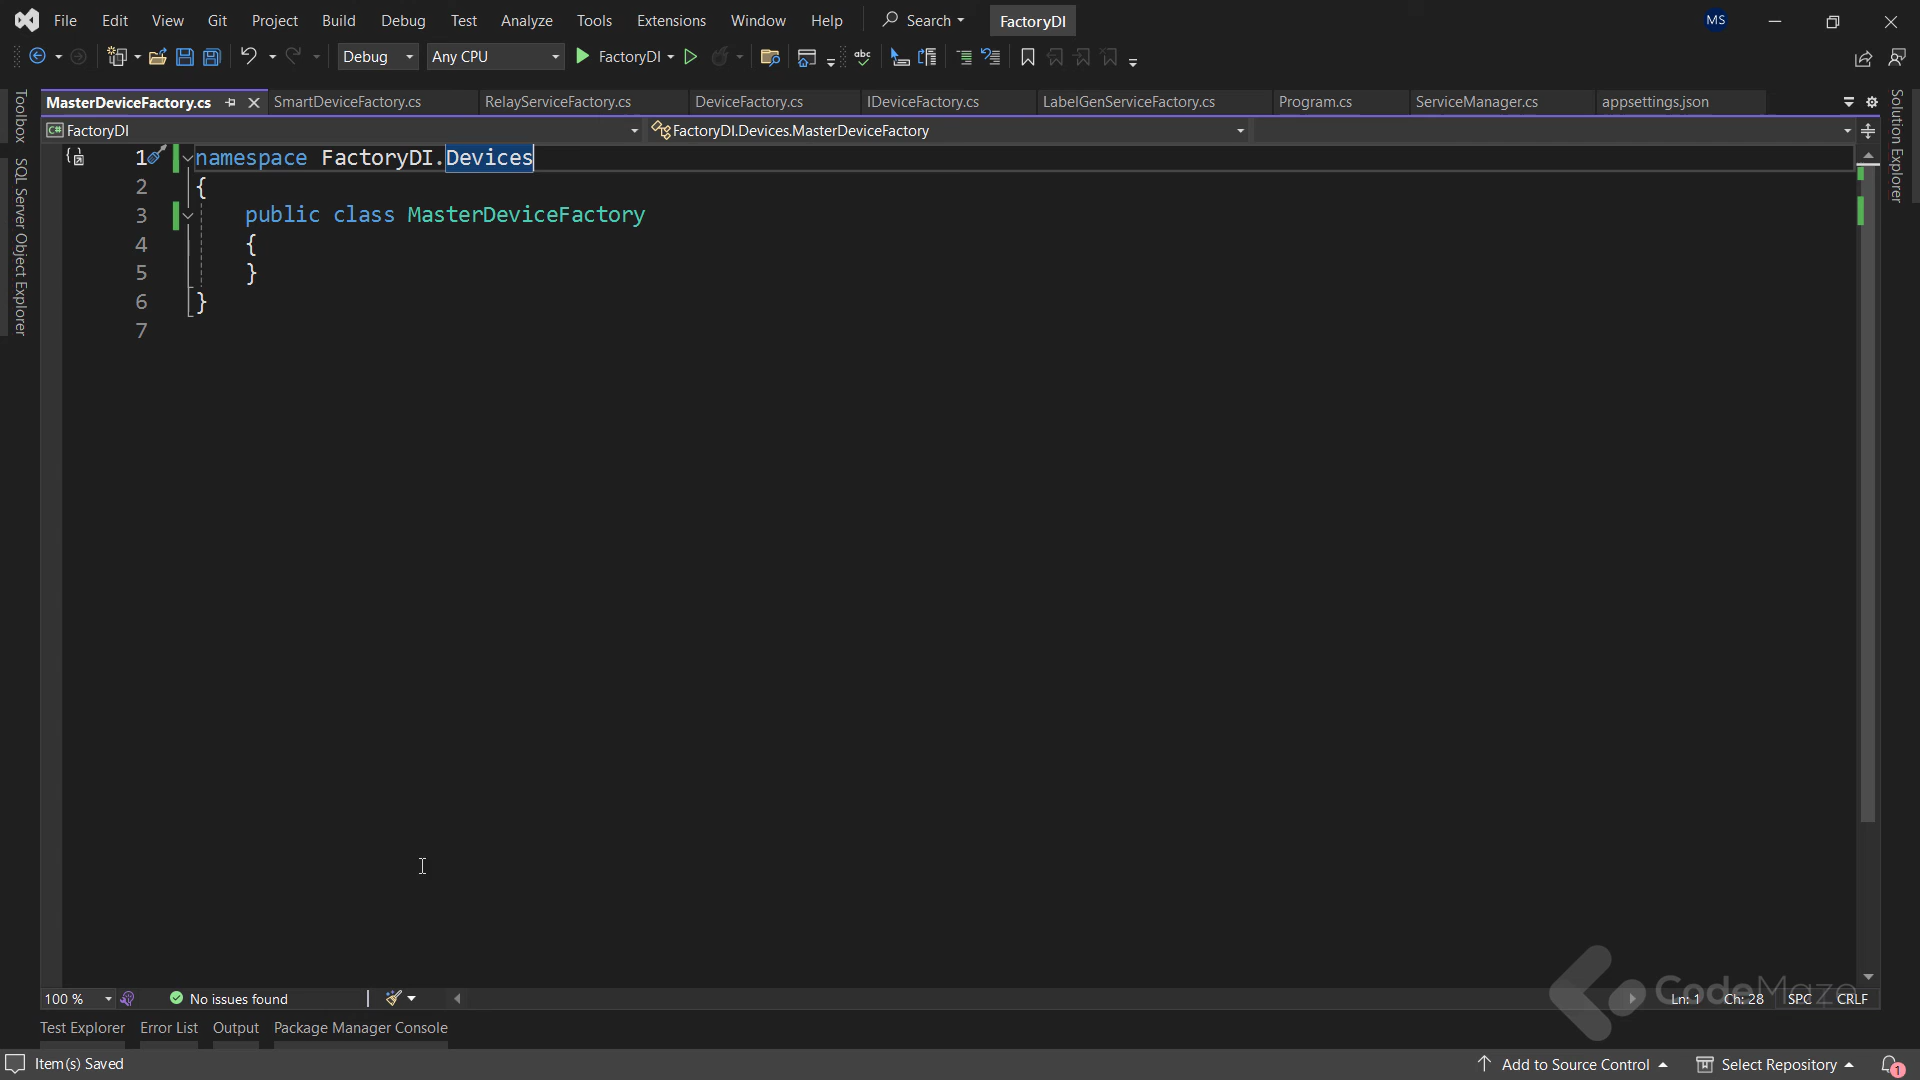 File Edit View Git Project Build Debug Test Analyze Tools Extensions Window Help Search FactoryDI MS
Debug Any CPU FactoryDI
MasterDeviceFactory.cs SmartDeviceFactory.cs RelayServiceFactory.cs DeviceFactory.cs IDeviceFactory.cs LabelGenServiceFactory.cs Program.cs ServiceManager.cs appsettings.json
C# FactoryDI FactoryDI.Devices.MasterDeviceFactory
Toolbox
SQL Server Object Explorer
Solution Explorer
1 namespace FactoryDI.Devices
2 {
3 public class MasterDeviceFactory
4 {
5 }
6 }
7
CodeMaze
100 % No issues found Ln: 1 Ch: 28 SPC CRLF
Test Explorer Error List Output Package Manager Console
Item(s) Saved Add to Source Control Select Repository 1